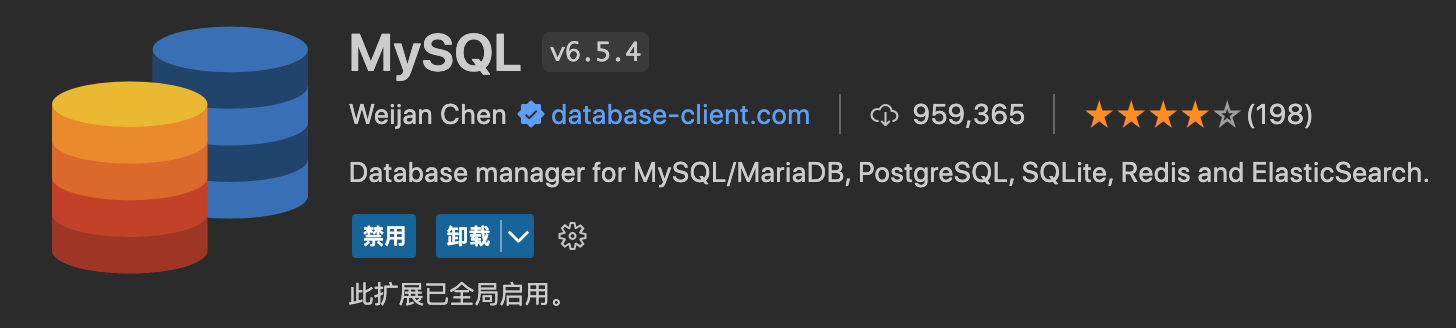 MySQL v6.5.4
Weijan Chen database-client.com 959,365 (198)
Database manager for MySQL/MariaDB, PostgreSQL, SQLite, Redis and ElasticSearch.
禁用 卸载
此扩展已全局启用。